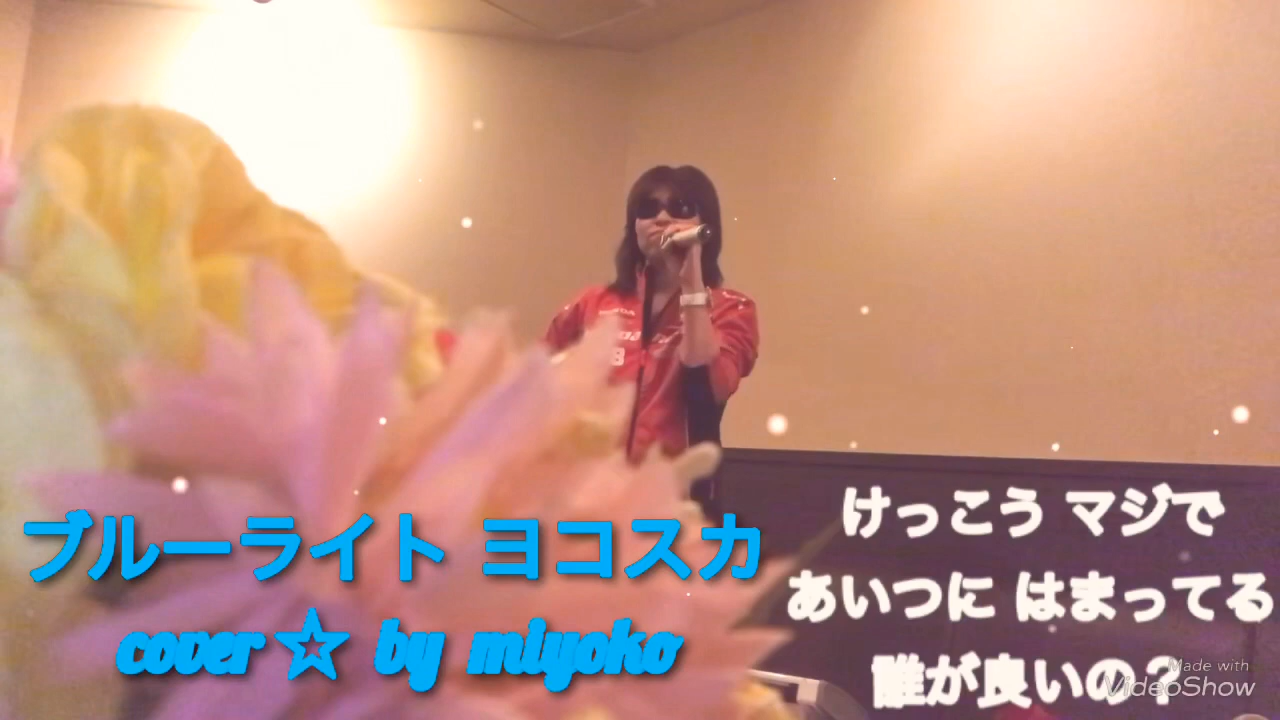 HONDA
ブルーライト ヨコスカ
cover☆ by miyoko
けっこう マジで
あいつに はまってる
誰が良いの?
Made with
VideoShow